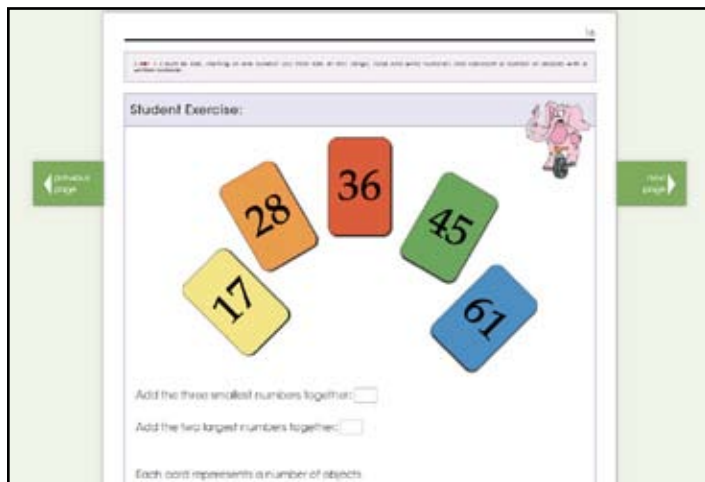 16
Student Exercise:
previous
page
next
page
36
28
45
17
61
Add the three smallest numbers together:
Add the two largest numbers together:
Each card represents a number of objects